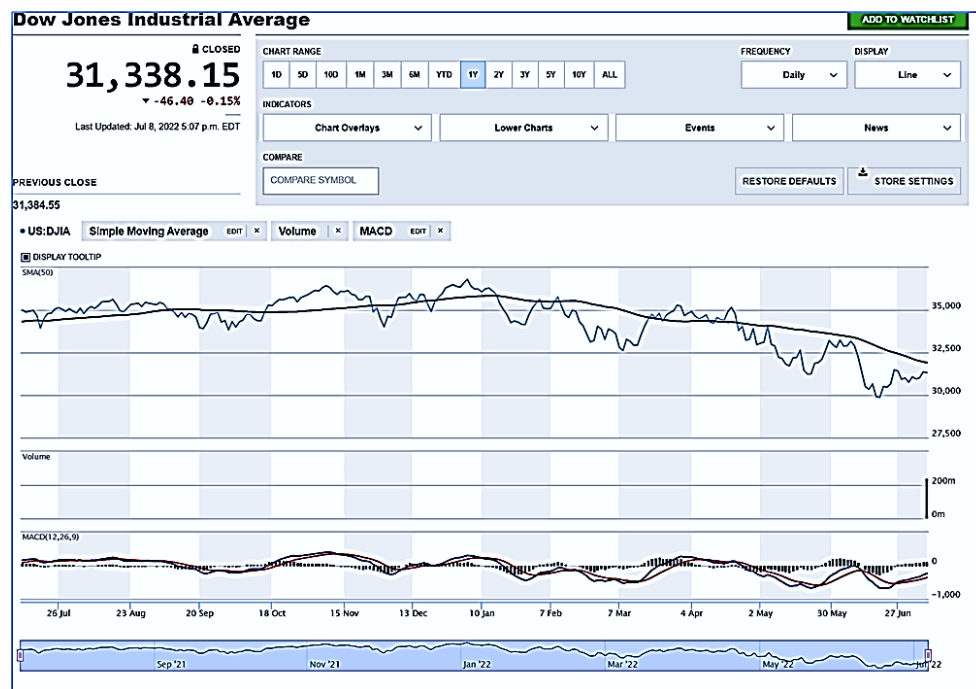 Dow Jones Industrial Average
ADD TO WATCHLIST
CLOSED
31,338.15
-46.40 -0.15%
Last Updated: Jul 8, 2022 5:07 p.m. EDT
PREVIOUS CLOSE
31,384.55
CHART RANGE
1D 5D 10D 1M 3M 6M YTD 1Y 2Y 3Y 5Y 10Y ALL
FREQUENCY
Daily
DISPLAY
Line
INDICATORS
Chart Overlays
Lower Charts
Events
News
COMPARE
COMPARE SYMBOL
RESTORE DEFAULTS
STORE SETTINGS
US:DJIA Simple Moving Average EDIT × Volume × MACD EDIT ×
DISPLAY TOOLTIP
SMA(50)
35,000
32,500
30,000
27,500
Volume
200m
0m
MACD(12,26,9)
0
-1,000
26 Jul 23 Aug 20 Sep 18 Oct 15 Nov 13 Dec 10 Jan 7 Feb 7 Mar 4 Apr 2 May 30 May 27 Jun
Sep '21 Nov '21 Jan '22 Mar '22 May '22 Jul '22